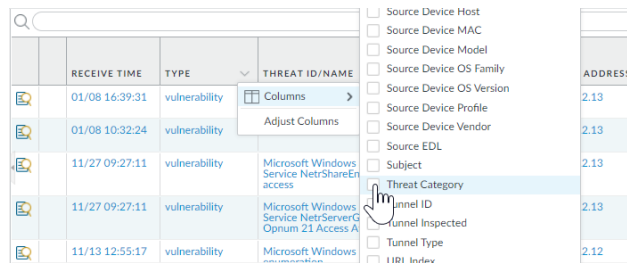 Source Device Host
Source Device MAC
Source Device Model
Source Device OS Family
Source Device OS Version
Source Device Profile
Source Device Vendor
Source EDL
Subject
Threat Category
Tunnel ID
Tunnel Inspected
Tunnel Type
URL Index
RECEIVE TIME TYPE THREAT ID/NAME ADDRESS
Columns
Adjust Columns
01/08 16:39:31 vulnerability 2.13
01/08 10:32:24 vulnerability 2.13
11/27 09:27:11 vulnerability Microsoft Windows 2.13
Service NetrShareEn
access
11/27 09:27:11 vulnerability Microsoft Windows 2.13
Service NetrServerG
Opnum 21 Access A
11/13 12:55:17 vulnerability Microsoft Windows 2.12
enumeration